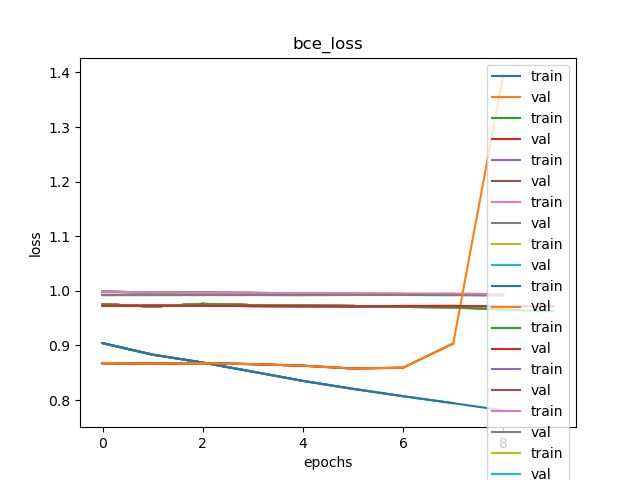 bce_loss
1.4
1.3
1.2
1.1
1.0
0.9
0.8
loss
0
2
4
6
8
epochs
train
val
train
val
train
val
train
val
train
val
train
val
train
val
train
val
train
val
train
val